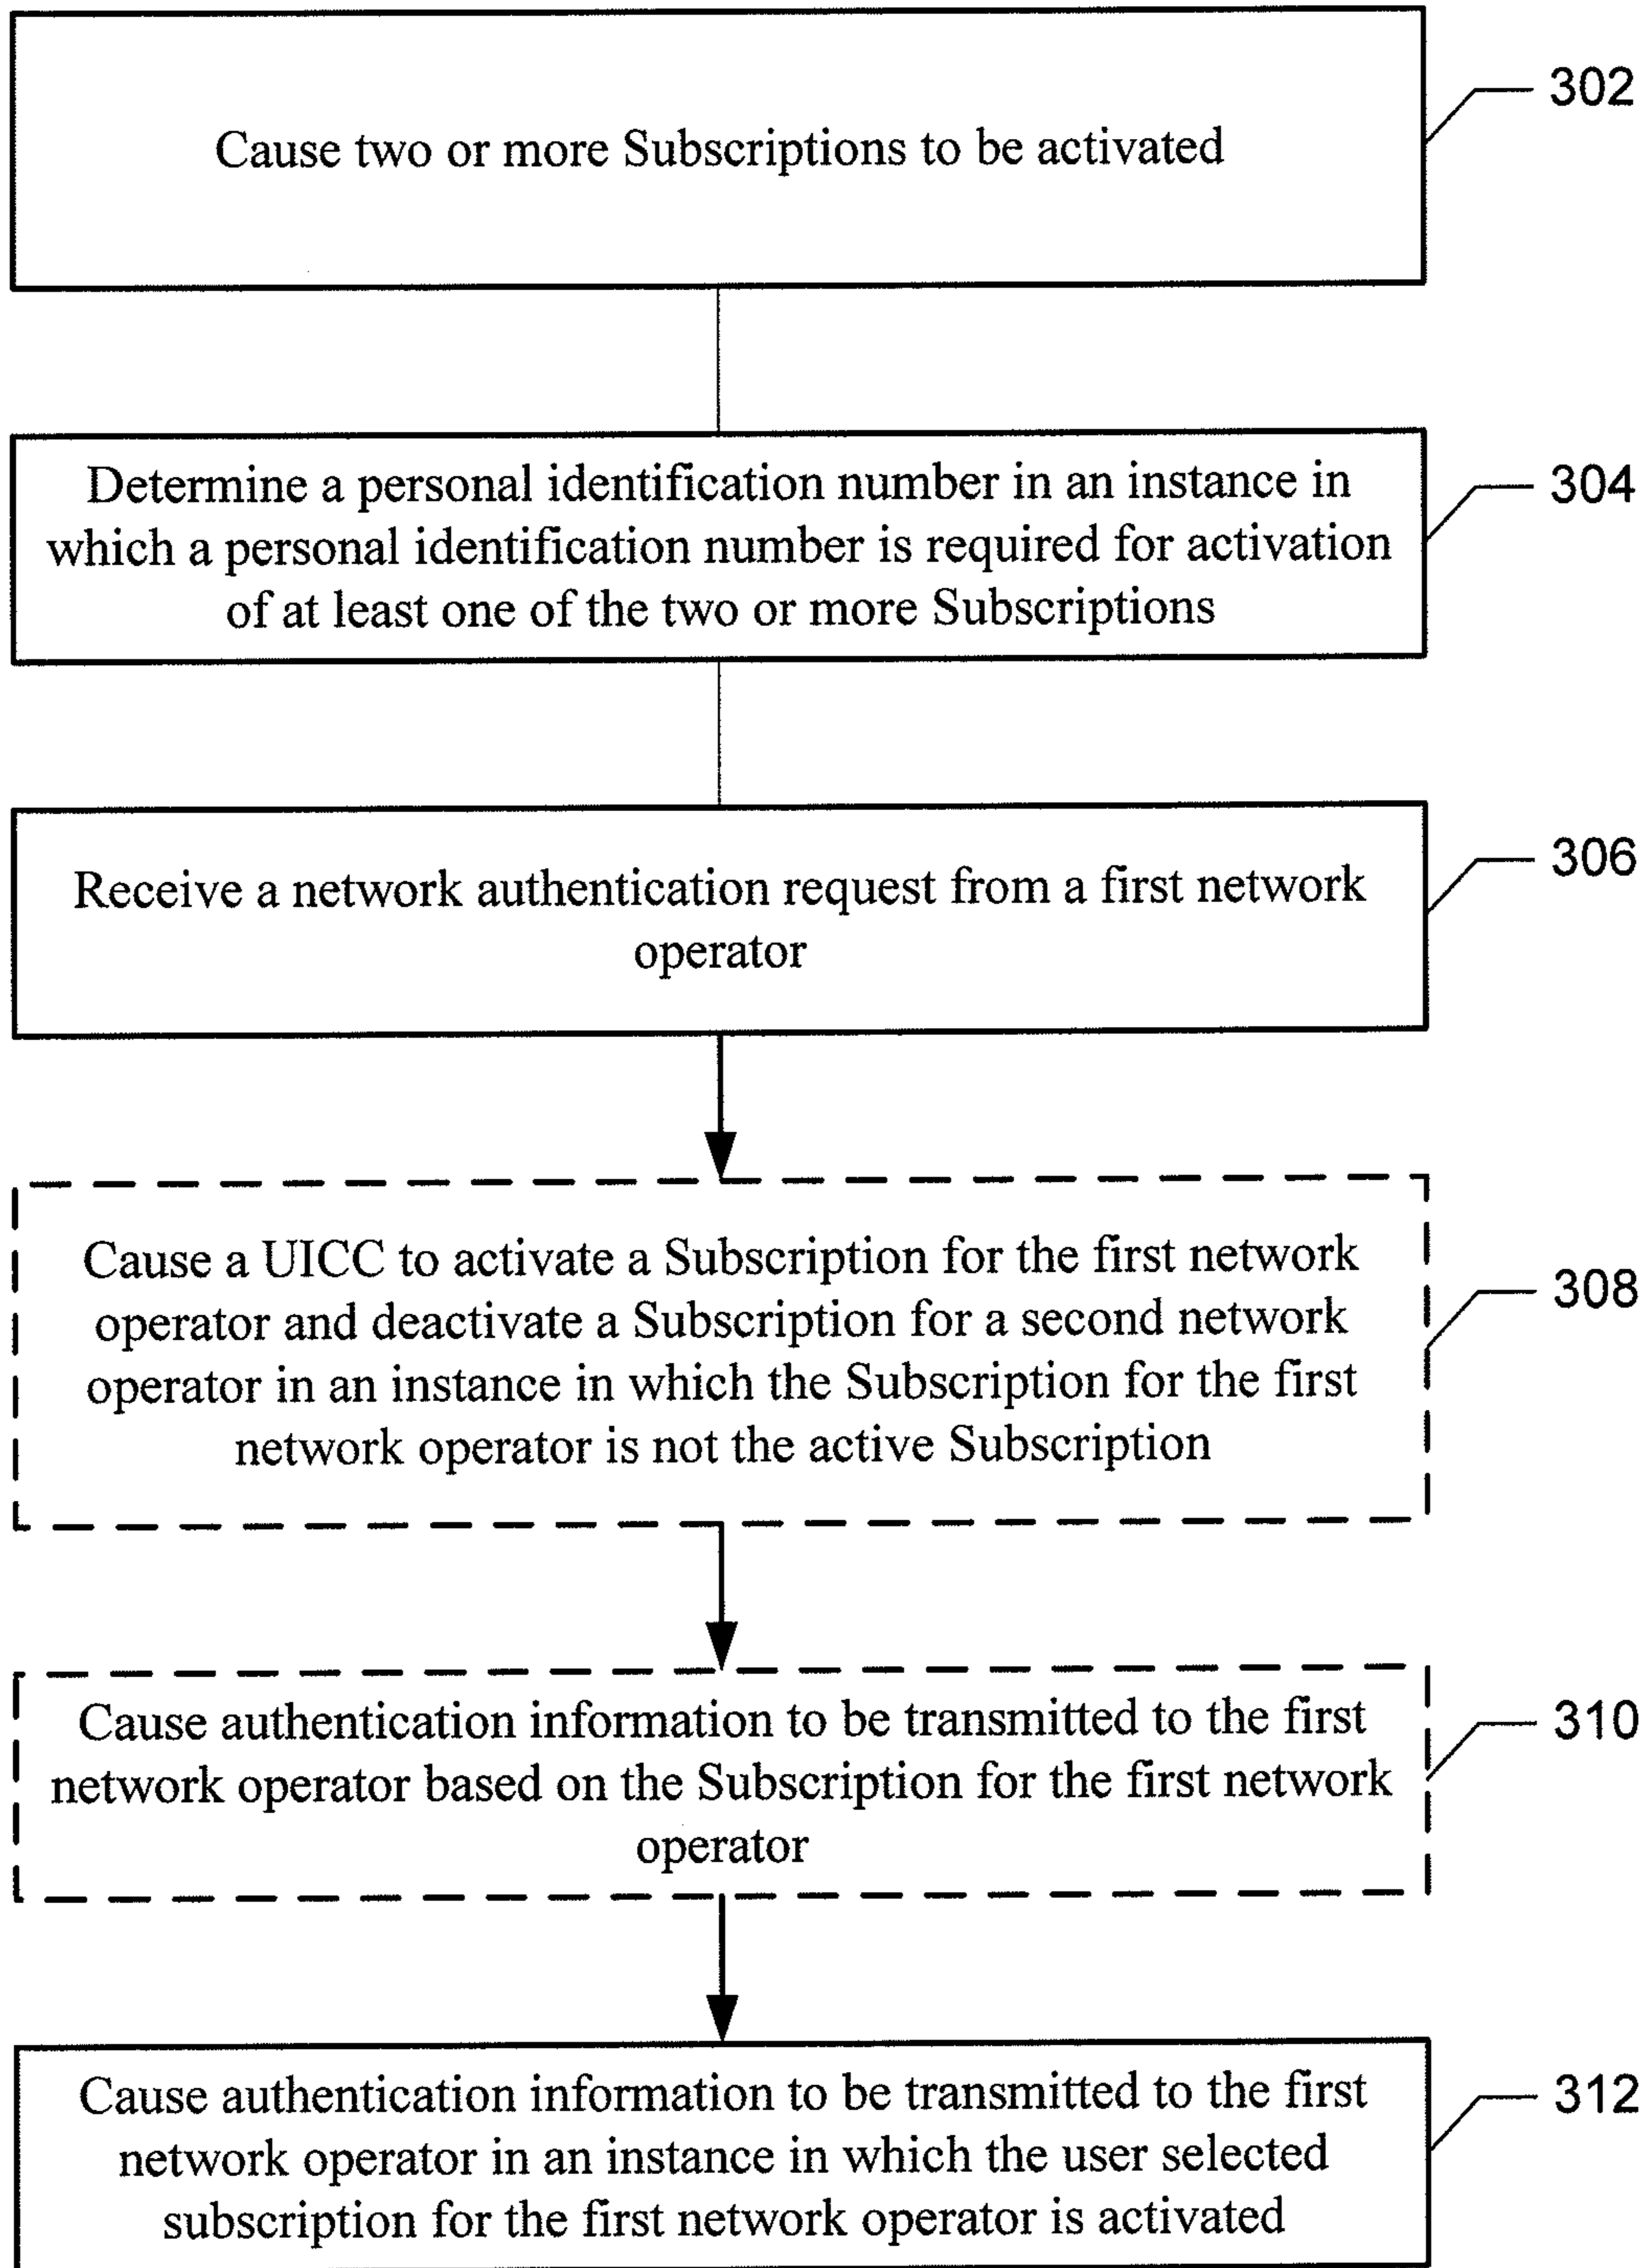 Cause two or more Subscriptions to be activated
302
Determine a personal identification number in an instance in
which a personal identification number is required for activation
of at least one of the two or more Subscriptions
304
Receive a network authentication request from a first network
operator
306
Cause a UICC to activate a Subscription for the first network
operator and deactivate a Subscription for a second network
operator in an instance in which the Subscription for the first
network operator is not the active Subscription
308
Cause authentication information to be transmitted to the first
network operator based on the Subscription for the first network
operator
310
Cause authentication information to be transmitted to the first
network operator in an instance in which the user selected
subscription for the first network operator is activated
312